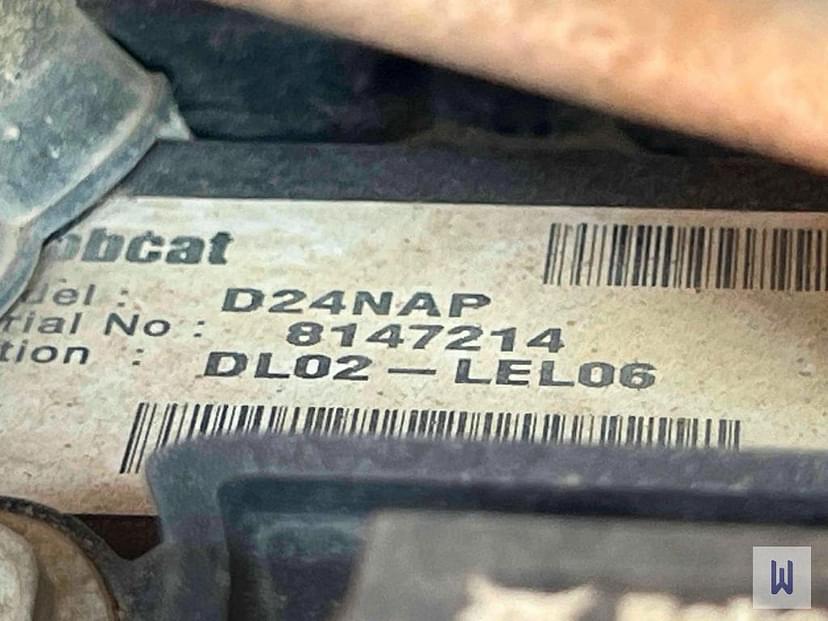 obcat
del : D24NAP
rial No : 8147214
tion : DL02-LEL06
W